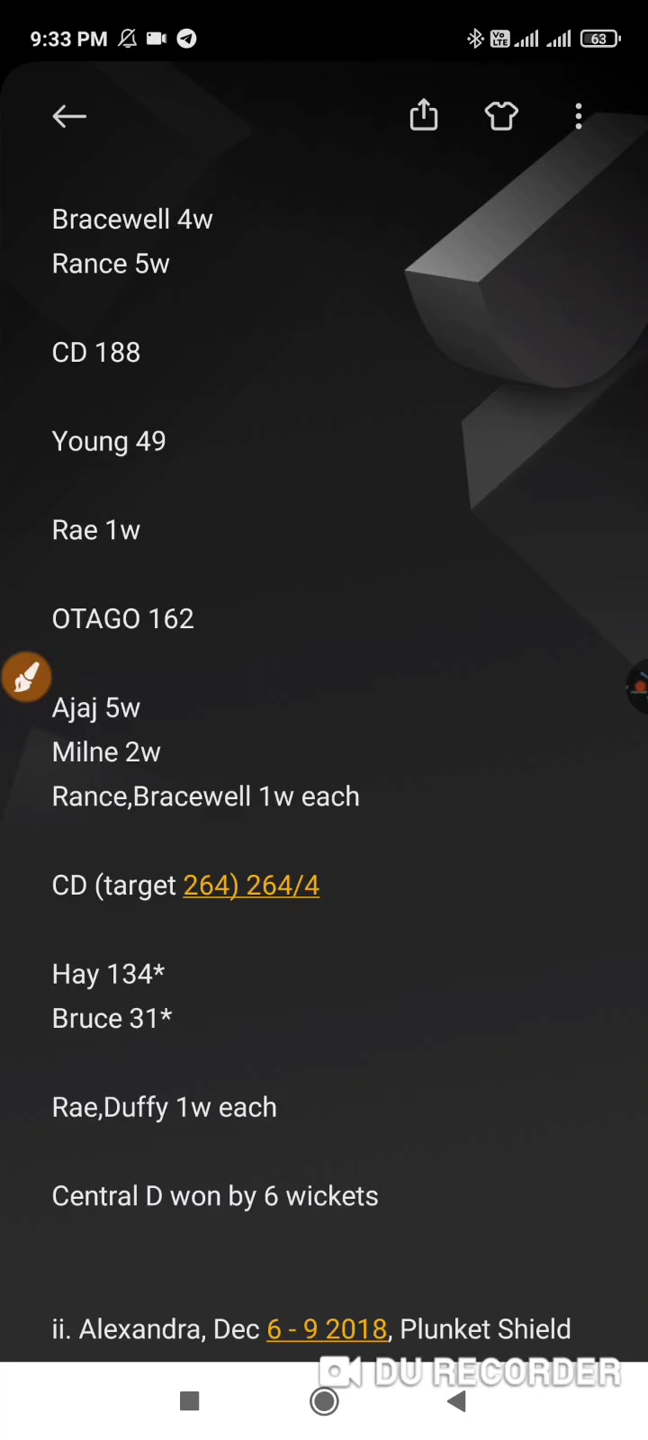 9:33 PM
Vo LTE
63
Bracewell 4w
Rance 5w
CD 188
Young 49
Rae 1w
OTAGO 162
Ajaj 5w
Milne 2w
Rance,Bracewell 1w each
CD (target 264) 264/4
Hay 134*
Bruce 31*
Rae,Duffy 1w each
Central D won by 6 wickets
ii. Alexandra, Dec 6 - 9 2018, Plunket Shield
DU RECORDER